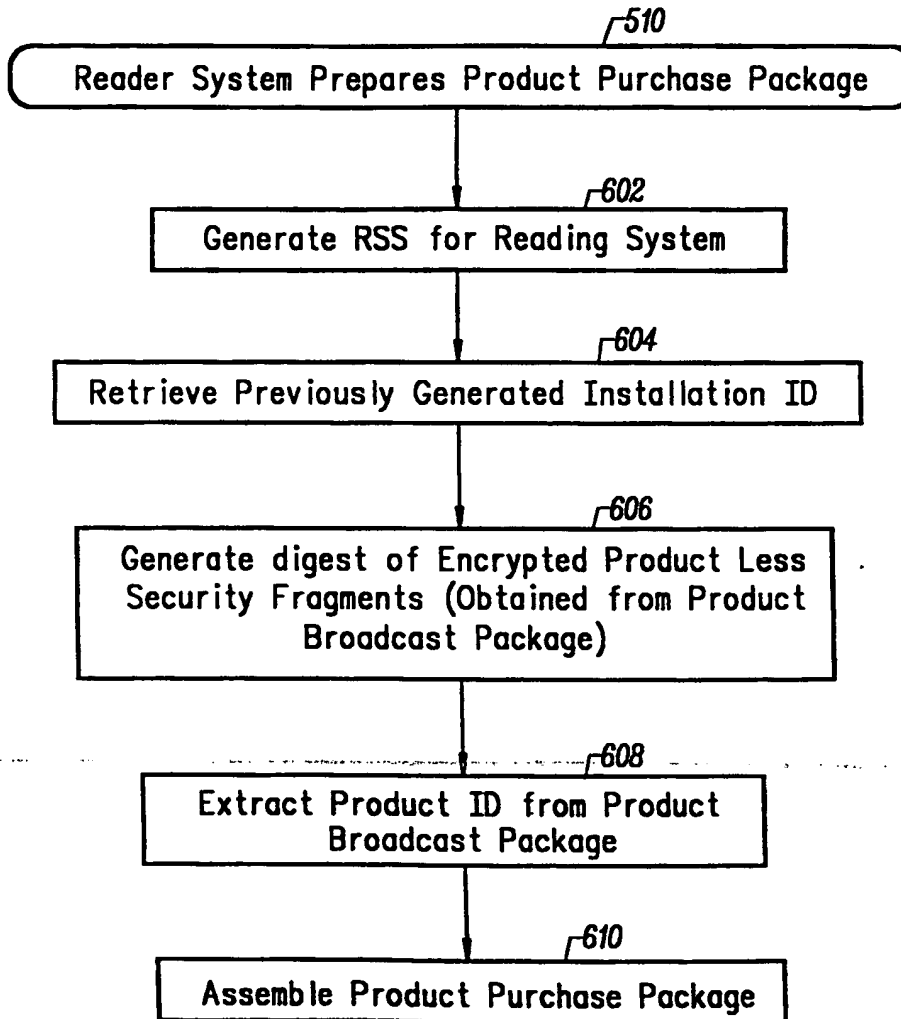 510
Reader System Prepares Product Purchase Package
602
Generate RSS for Reading System
604
Retrieve Previously Generated Installation ID
606
Generate digest of Encrypted Product Less
Security Fragments (Obtained from Product
Broadcast Package)
608
Extract Product ID from Product
Broadcast Package
610
Assemble Product Purchase Package